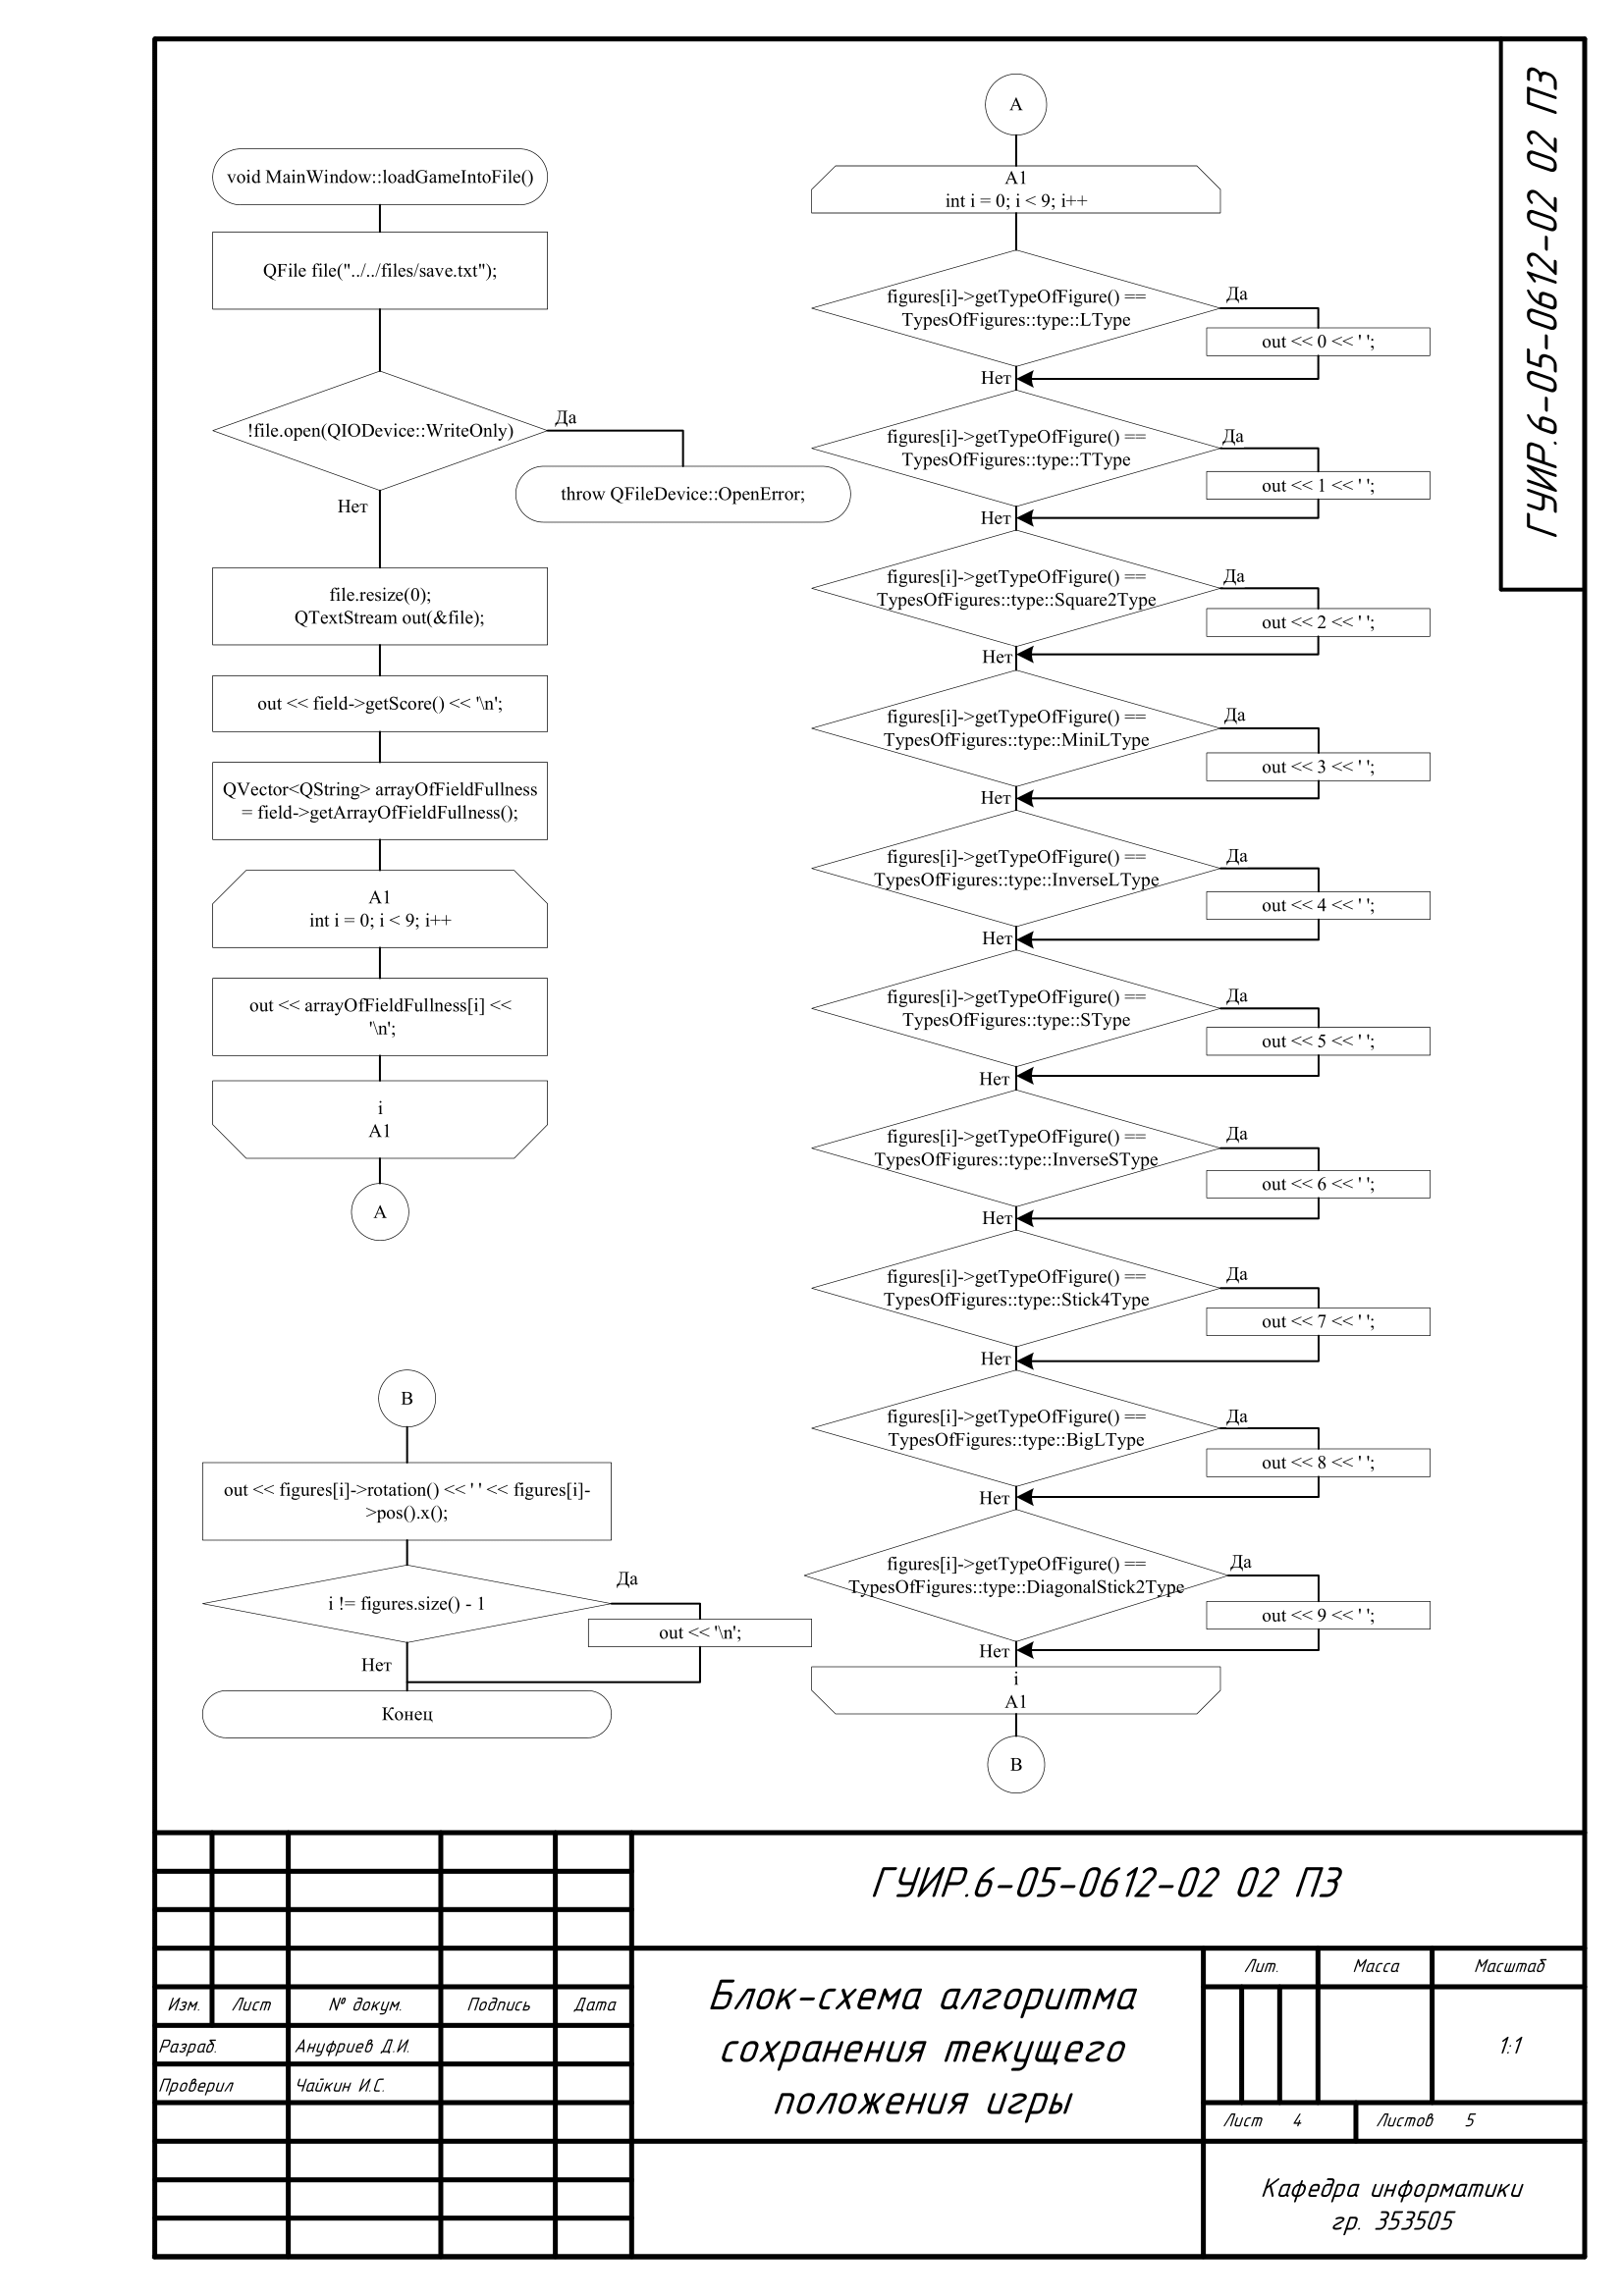 ГУИР.6-05-0612-02 02 ПЗ
void MainWindow::loadGameIntoFile()
QFile file("../../files/save.txt");
!file.open(QIODevice::WriteOnly)
Да
throw QFileDevice::OpenError;
Нет
file.resize(0);
QTextStream out(&file);
out << field->getScore() << '\n';
QVector<QString> arrayOfFieldFullness
= field->getArrayOfFieldFullness();
A1
int i = 0; i < 9; i++
out << arrayOfFieldFullness[i] <<
'\n';
i
A1
A
A
A1
int i = 0; i < 9; i++
figures[i]->getTypeOfFigure() ==
TypesOfFigures::type::LType
Да
out << 0 << ' ';
Нет
figures[i]->getTypeOfFigure() ==
TypesOfFigures::type::TType
Да
out << 1 << ' ';
Нет
figures[i]->getTypeOfFigure() ==
TypesOfFigures::type::Square2Type
Да
out << 2 << ' ';
Нет
figures[i]->getTypeOfFigure() ==
TypesOfFigures::type::MiniLType
Да
out << 3 << ' ';
Нет
figures[i]->getTypeOfFigure() ==
TypesOfFigures::type::InverseLType
Да
out << 4 << ' ';
Нет
figures[i]->getTypeOfFigure() ==
TypesOfFigures::type::SType
Да
out << 5 << ' ';
Нет
figures[i]->getTypeOfFigure() ==
TypesOfFigures::type::InverseSType
Да
out << 6 << ' ';
Нет
figures[i]->getTypeOfFigure() ==
TypesOfFigures::type::Stick4Type
Да
out << 7 << ' ';
Нет
figures[i]->getTypeOfFigure() ==
TypesOfFigures::type::BigLType
Да
out << 8 << ' ';
Нет
figures[i]->getTypeOfFigure() ==
TypesOfFigures::type::DiagonalStick2Type
Да
out << 9 << ' ';
Нет
i
A1
B
B
out << figures[i]->rotation() << ' ' << figures[i]-
>pos().x();
i != figures.size() - 1
Да
out << '\n';
Нет
Конец
ГУИР.6-05-0612-02 02 ПЗ
Блок-схема алгоритма
сохранения текущего
положения игры
Лит. Масса Масштаб
1:1
Лист 4 Листов 5
Изм. Лист № докум. Подпись Дата
Разраб. Ануфриев Д.И.
Проверил Чайкин И.С.
Кафедра информатики
гр. 353505